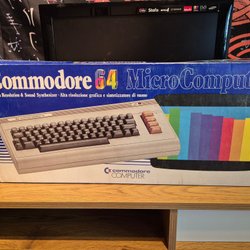 Commodore 64 MicroComput
Resolution & Sound Synthesizer · Alta risoluzione grafica e sintetizzatore di suono
commodore
COMPUTER